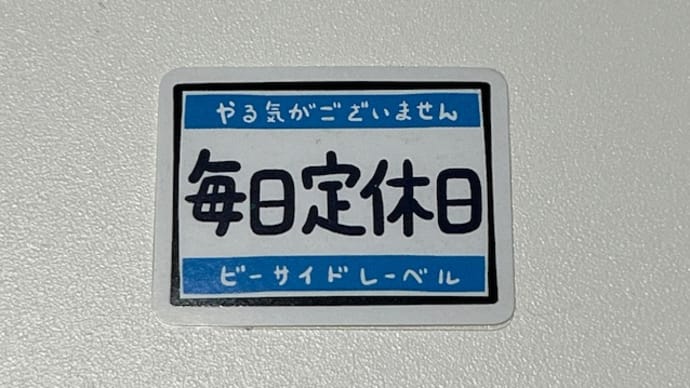 やる気がございません
毎日定休日
ビーサイドレーベル